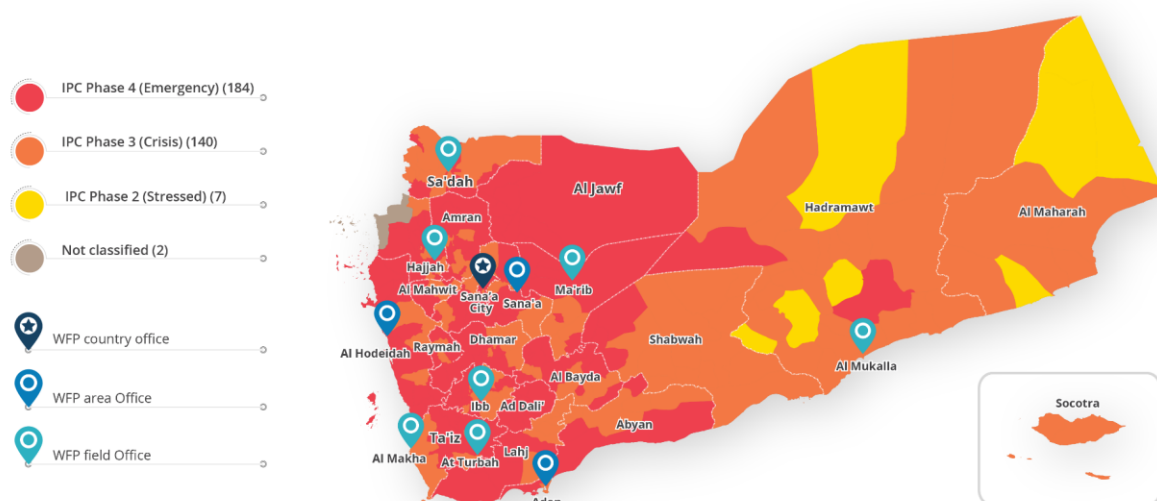 IPC Phase 4 (Emergency) (184)
IPC Phase 3 (Crisis) (140)
IPC Phase 2 (Stressed) (7)
Not classified (2)
WFP country office
WFP area Office
WFP field Office
Sa'dah
Al Jawf
Amran
Hadramawt
Al Maharah
Hajjah
Al Mahwit
Sana'a
City
Sana'a
Ma'rib
Al Hodeidah
Raymah
Dhamar
Shabwah
Al Mukalla
Al Bayda
Ibb
Ad Dali'
Abyan
Ta'iz
Al Makha
At Turbah
Lahj
Aden
Socotra